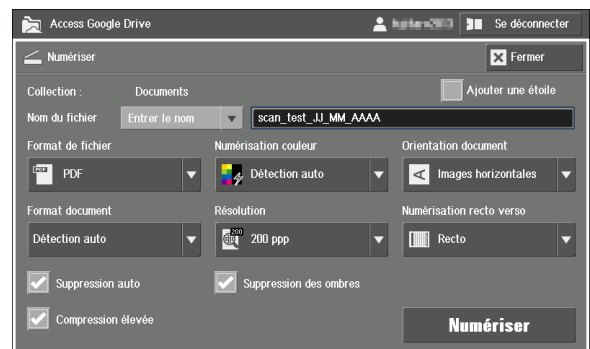 Access Google Drive
Se déconnecter
Numériser
Fermer
Collection :
Documents
Ajouter une étoile
Nom du fichier
Entrer le nom
scan_test_JJ_MM_AAAA
Format de fichier
Numérisation couleur
Orientation document
PDF
PDF
Détection auto
A
Images horizontales
Format document
Résolution
Numérisation recto verso
Détection auto
200
200 ppp
Recto
Suppression auto
Suppression des ombres
Compression élevée
Numériser